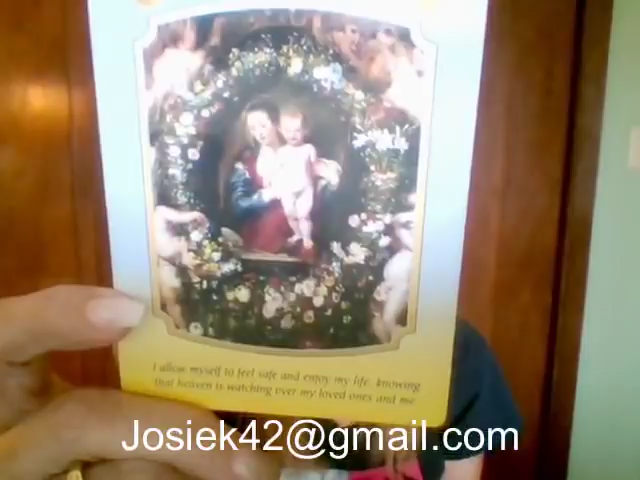 I allow myself to feel safe and enjoy my life, knowing
that heaven is watching over my loved ones and me
Josiek42@gmail.com